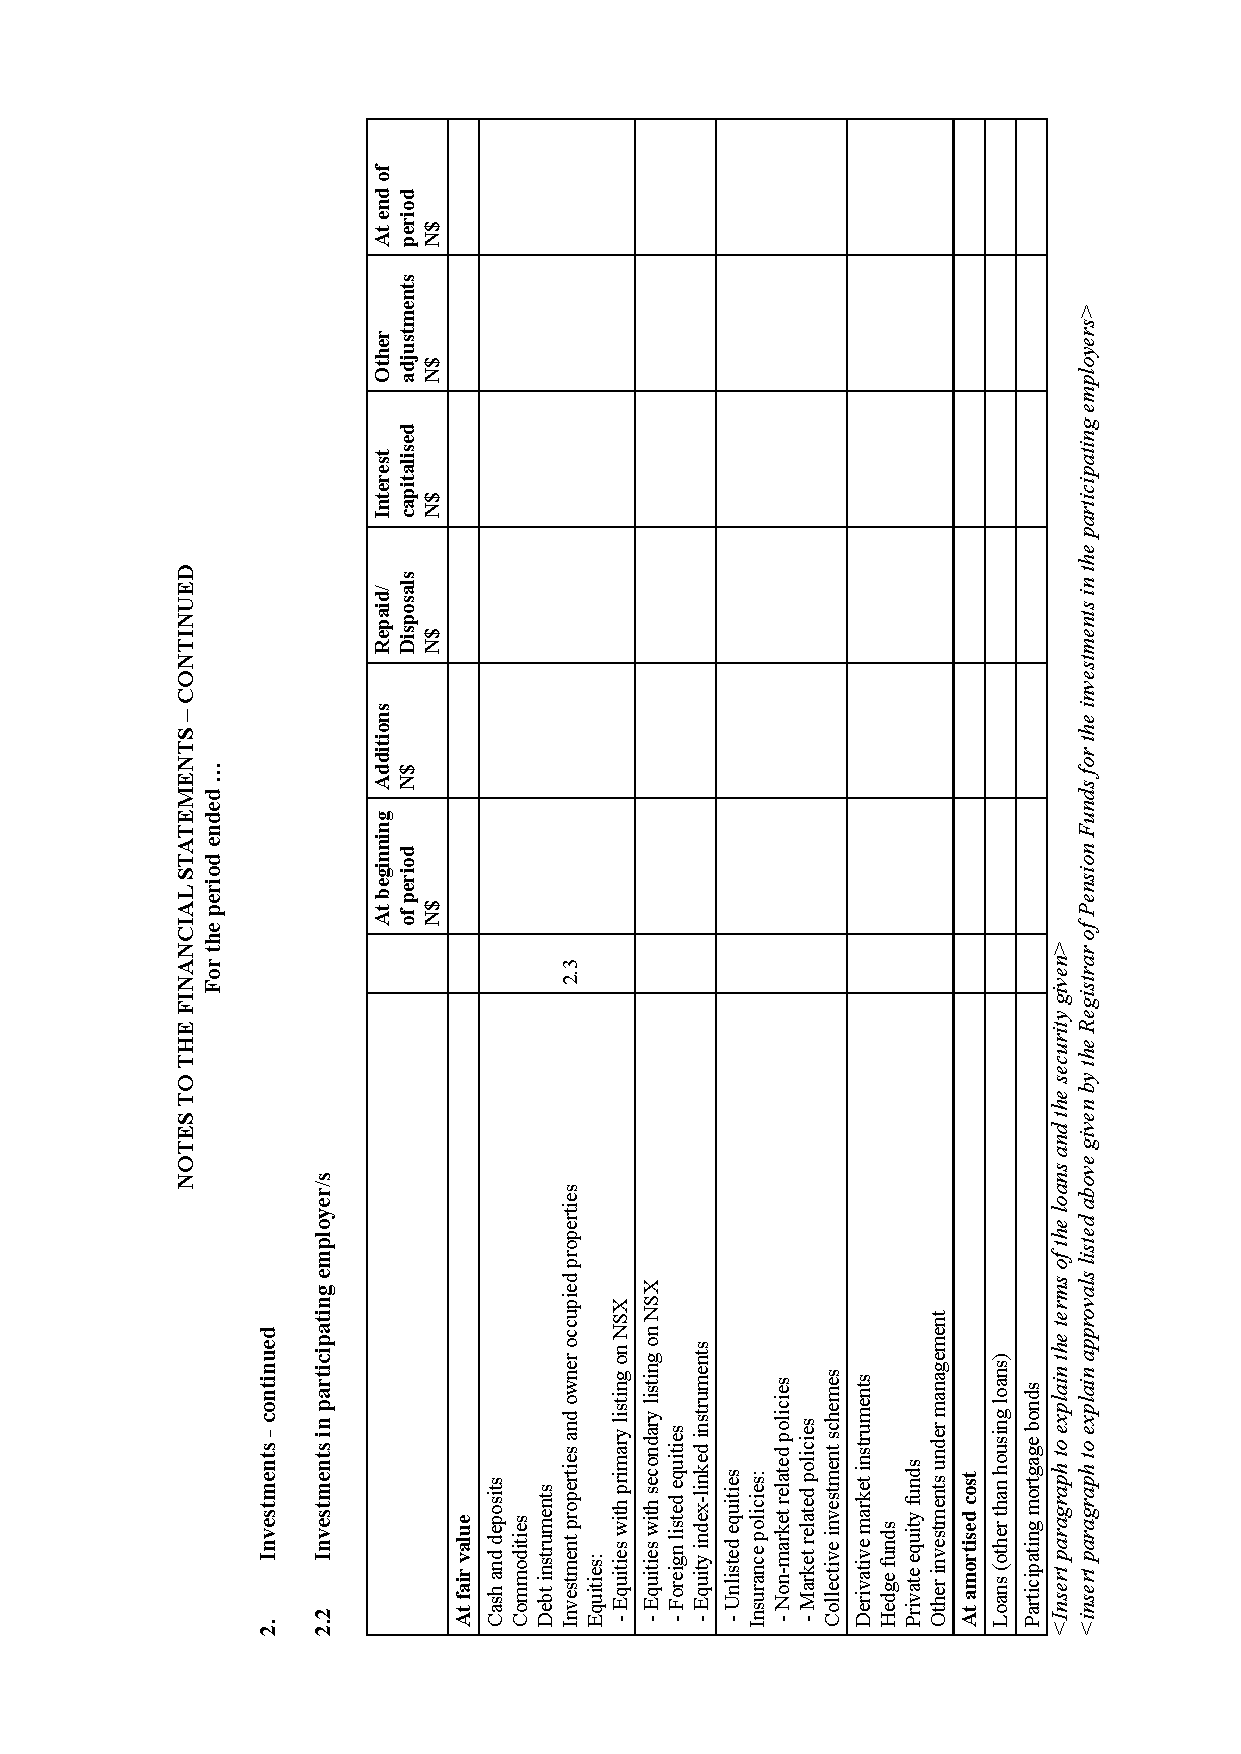 NOTES TO THE FINANCIAL STATEMENTS – CONTINUED
For the period ended …
2. Investments – continued
2.2 Investments in participating employer/s
At beginning of period N$ Additions N$ Repaid/ Disposals N$ Interest capitalised N$ Other adjustments N$ At end of period N$
At fair value
Cash and deposits
Commodities
Debt instruments
Investment properties and owner occupied properties 2.3
Equities:
- Equities with primary listing on NSX
- Equities with secondary listing on NSX
- Foreign listed equities
- Equity index-linked instruments
- Unlisted equities
Insurance policies:
- Non-market related policies
- Market related policies
Collective investment schemes
Derivative market instruments
Hedge funds
Private equity funds
Other investments under management
At amortised cost
Loans (other than housing loans)
Participating mortgage bonds
<Insert paragraph to explain the terms of the loans and the security given>
<insert paragraph to explain approvals listed above given by the Registrar of Pension Funds for the investments in the participating employers>